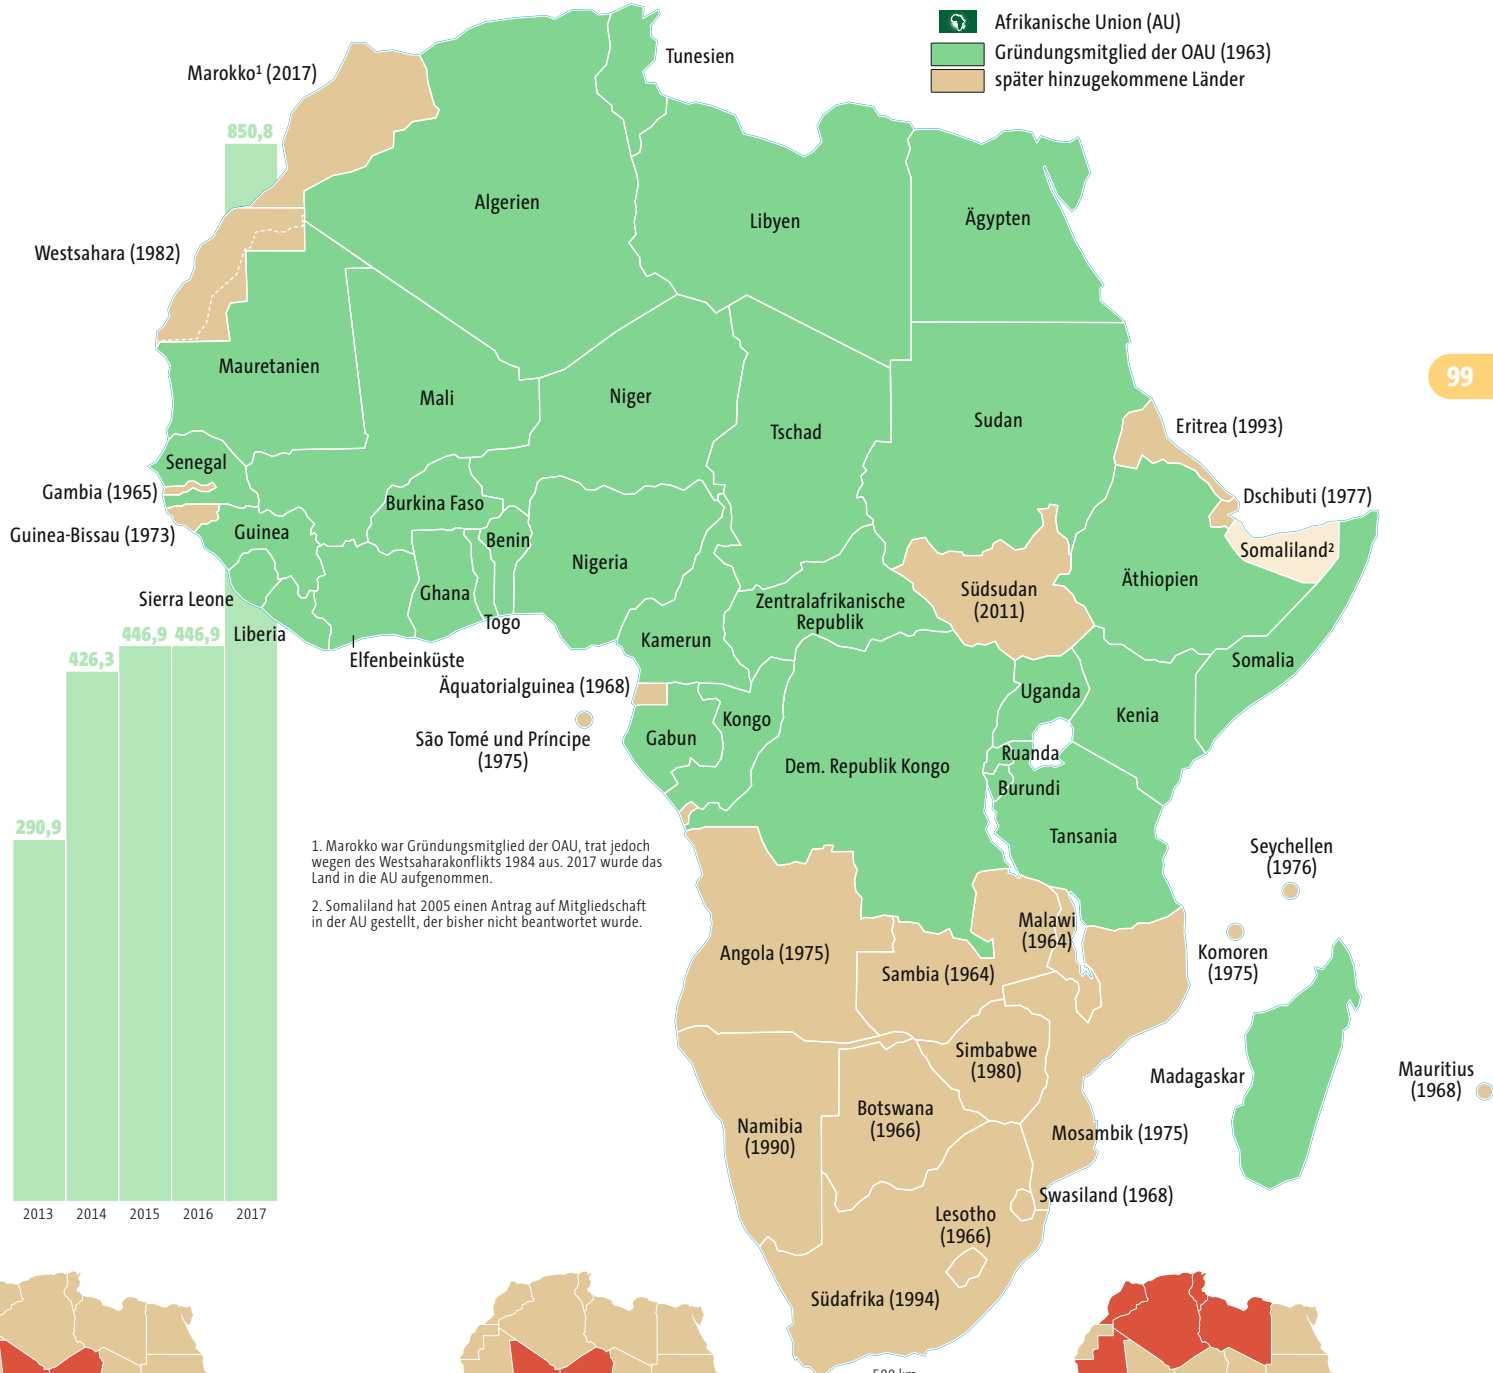 Afrikanische Union (AU)
Gründungsmitglied der OAU (1963)
später hinzugekommene Länder
Tunesien
Marokko¹ (2017)
850,8
Algerien
Libyen
Ägypten
Westsahara (1982)
Mauretanien
Mali
Niger
Tschad
Sudan
99
Eritrea (1993)
Senegal
Gambia (1965)
Burkina Faso
Dschibuti (1977)
Guinea-Bissau (1973)
Guinea
Benin
Nigeria
Somaliland²
Äthiopien
Sierra Leone
Ghana
Südsudan
(2011)
Zentralafrikanische
Republik
Togo
Liberia
446,9
446,9
426,3
Kamerun
Elfenbeinküste
Somalia
Äquatorialguinea (1968)
Uganda
Kenia
Kongo
São Tomé und Príncipe
(1975)
Gabun
Dem. Republik Kongo
Ruanda
Burundi
290,9
Tansania
1. Marokko war Gründungsmitglied der OAU, trat jedoch
wegen des Westsaharakonflikts 1984 aus. 2017 wurde das
Land in die AU aufgenommen.
2. Somaliland hat 2005 einen Antrag auf Mitgliedschaft
in der AU gestellt, der bisher nicht beantwortet wurde.
Seychellen
(1976)
Malawi
(1964)
Angola (1975)
Sambia (1964)
Komoren
(1975)
Simbabwe
(1980)
Madagaskar
Mauritius
(1968)
Botswana
(1966)
Namibia
(1990)
Mosambik (1975)
Swasiland (1968)
Lesotho
(1966)
2013
2014
2015
2016
2017
Südafrika (1994)
500 km